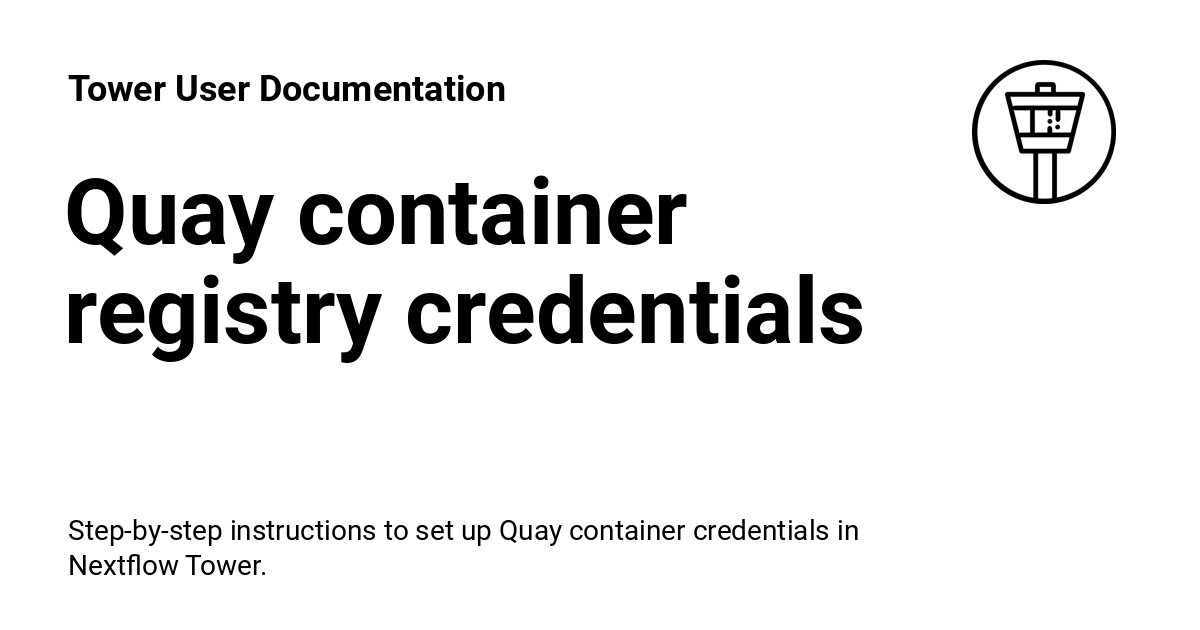 Tower User Documentation
Quay container
registry credentials
Step-by-step instructions to set up Quay container credentials in
Nextflow Tower.